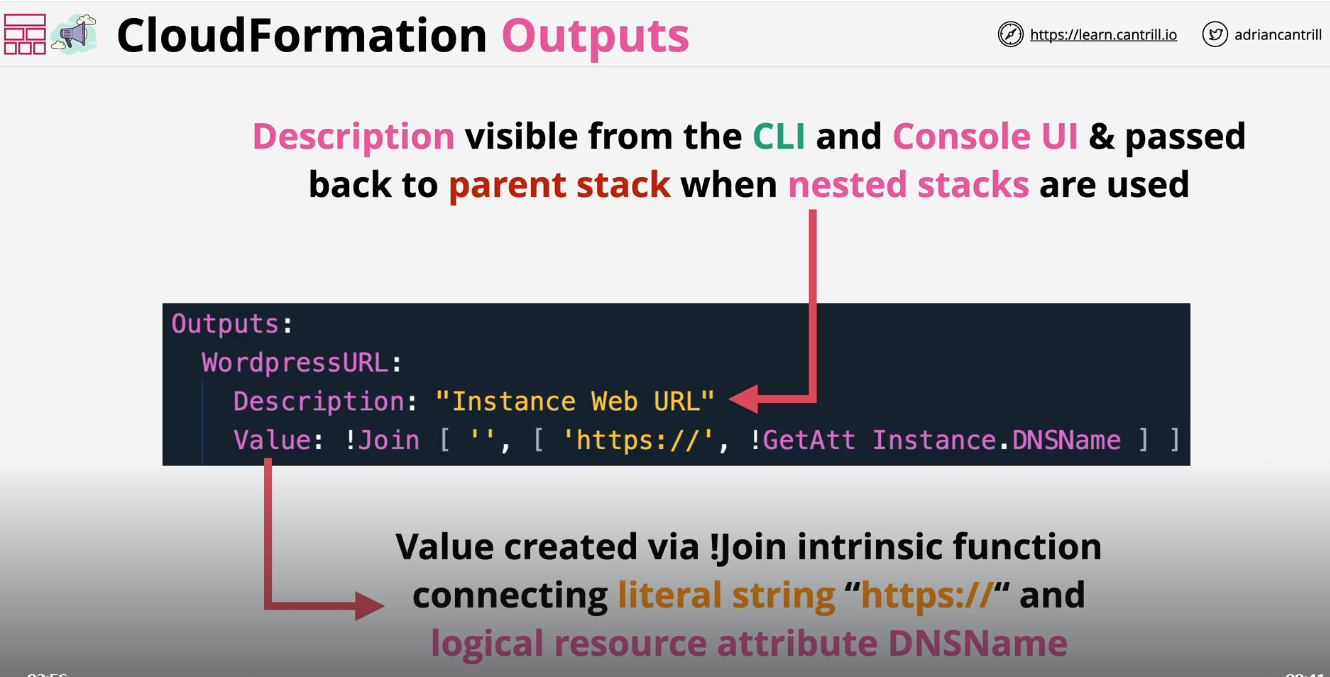 CloudFormation Outputs
https://learn.cantrill.io
adriancantrill
Description visible from the CLI and Console UI & passed
back to parent stack when nested stacks are used
Outputs:
WordpressURL:
Description: "Instance Web URL"
Value: !Join [ '', [ 'https://', !GetAtt Instance.DNSName ] ]
Value created via !Join intrinsic function
connecting literal string “https://“ and
logical resource attribute DNSName